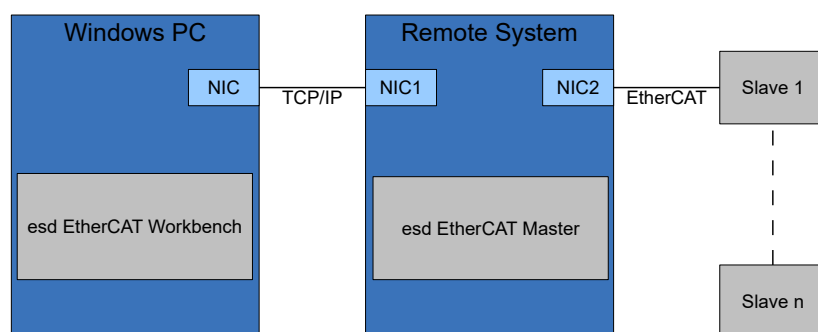 Windows PC
Remote System
NIC
TCP/IP
NIC1
NIC2
EtherCAT
Slave 1
esd EtherCAT Workbench
esd EtherCAT Master
Slave n